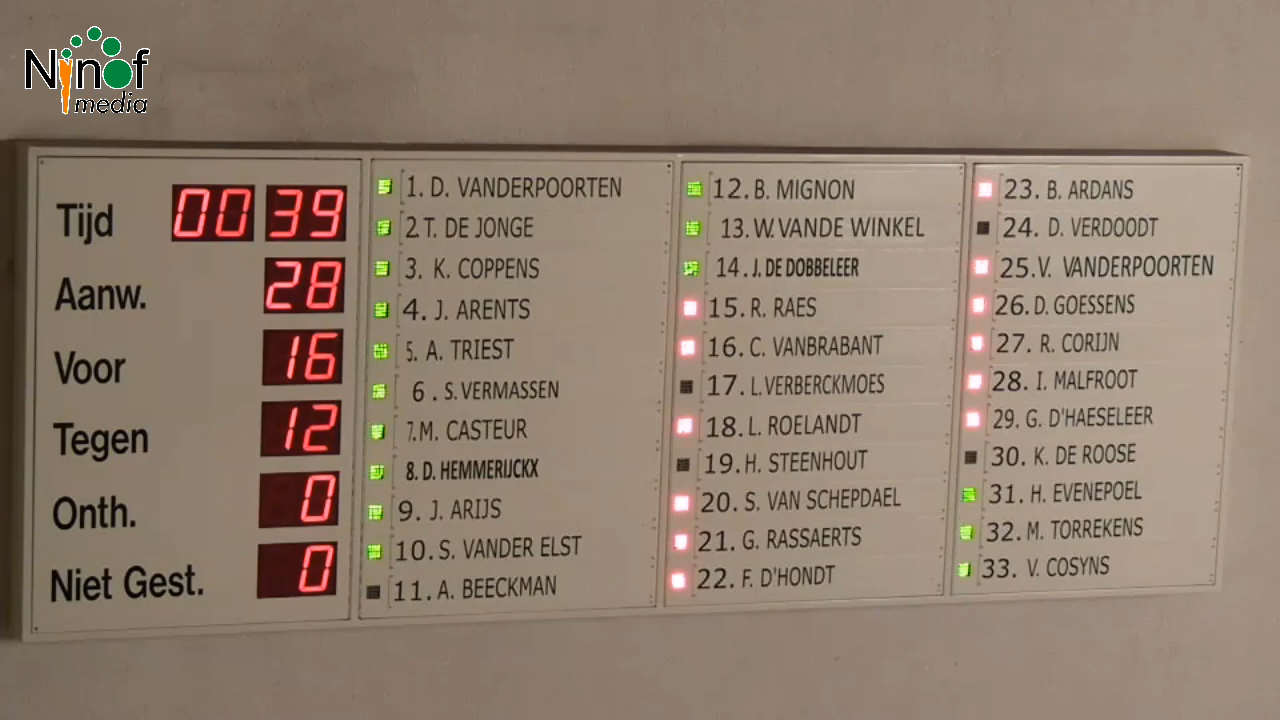 Ninof
media
Tijd 00 39
Aanw. 28
Voor 16
Tegen 12
Onth. 0
Niet Gest. 0
1. D. VANDERPOORTEN
2 T. DE JONGE
3. K. COPPENS
4. J. ARENTS
5. A. TRIEST
6. S. VERMASSEN
7. M. CASTEUR
8. D. HEMMERIJCKX
9. J. ARIJS
10. S. VANDER ELST
11. A. BEECKMAN
12. B. MIGNON
13. W. VANDE WINKEL
14. J. DE DOBBELEER
15. R. RAES
16. C. VANBRABANT
17. L. VERBERCKMOES
18. L. ROELANDT
19. H. STEENHOUT
20. S. VAN SCHEPDAEL
21. G. RASSAERTS
22. F. D'HONDT
23. B. ARDANS
24. D. VERDOODT
25. V. VANDERPOORTEN
26. D. GOESSENS
27. R. CORIJN
28. I. MALFROOT
29. G. D'HAESELEER
30. K. DE ROOSE
31. H. EVENEPOEL
32. M. TORREKENS
33. V. COSYNS